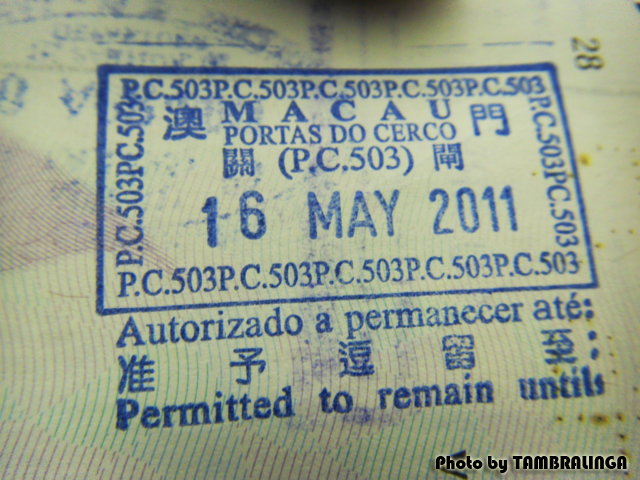 28
P.C.503P.C.503P.C.503P.C.503P.C.503
澳 MACAU 門
PORTAS DO CERCO
關 (P.C.503) 閘
16 MAY 2011
P.C.503PC.503
P.C.503PC.503
P.C.503P.C.503P.C.503P.C.503P.C.503
Autorizado a permanecer até:
准予逗留至:
Permitted to remain until:
Photo by TAMBRALINGA